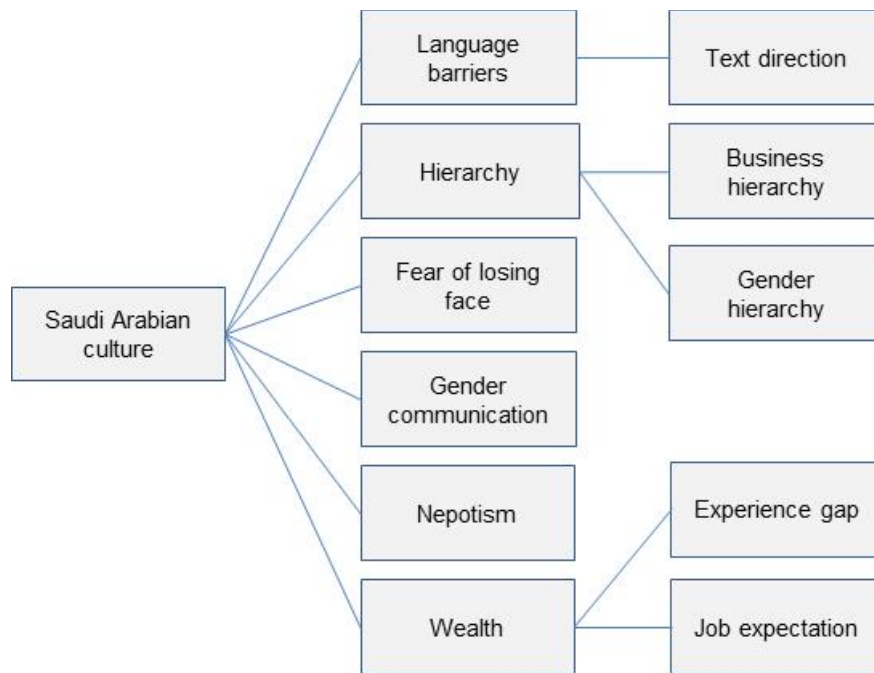 Saudi Arabian
culture
Language
barriers
Text direction
Hierarchy
Business
hierarchy
Gender
hierarchy
Fear of losing
face
Gender
communication
Nepotism
Experience gap
Wealth
Job expectation